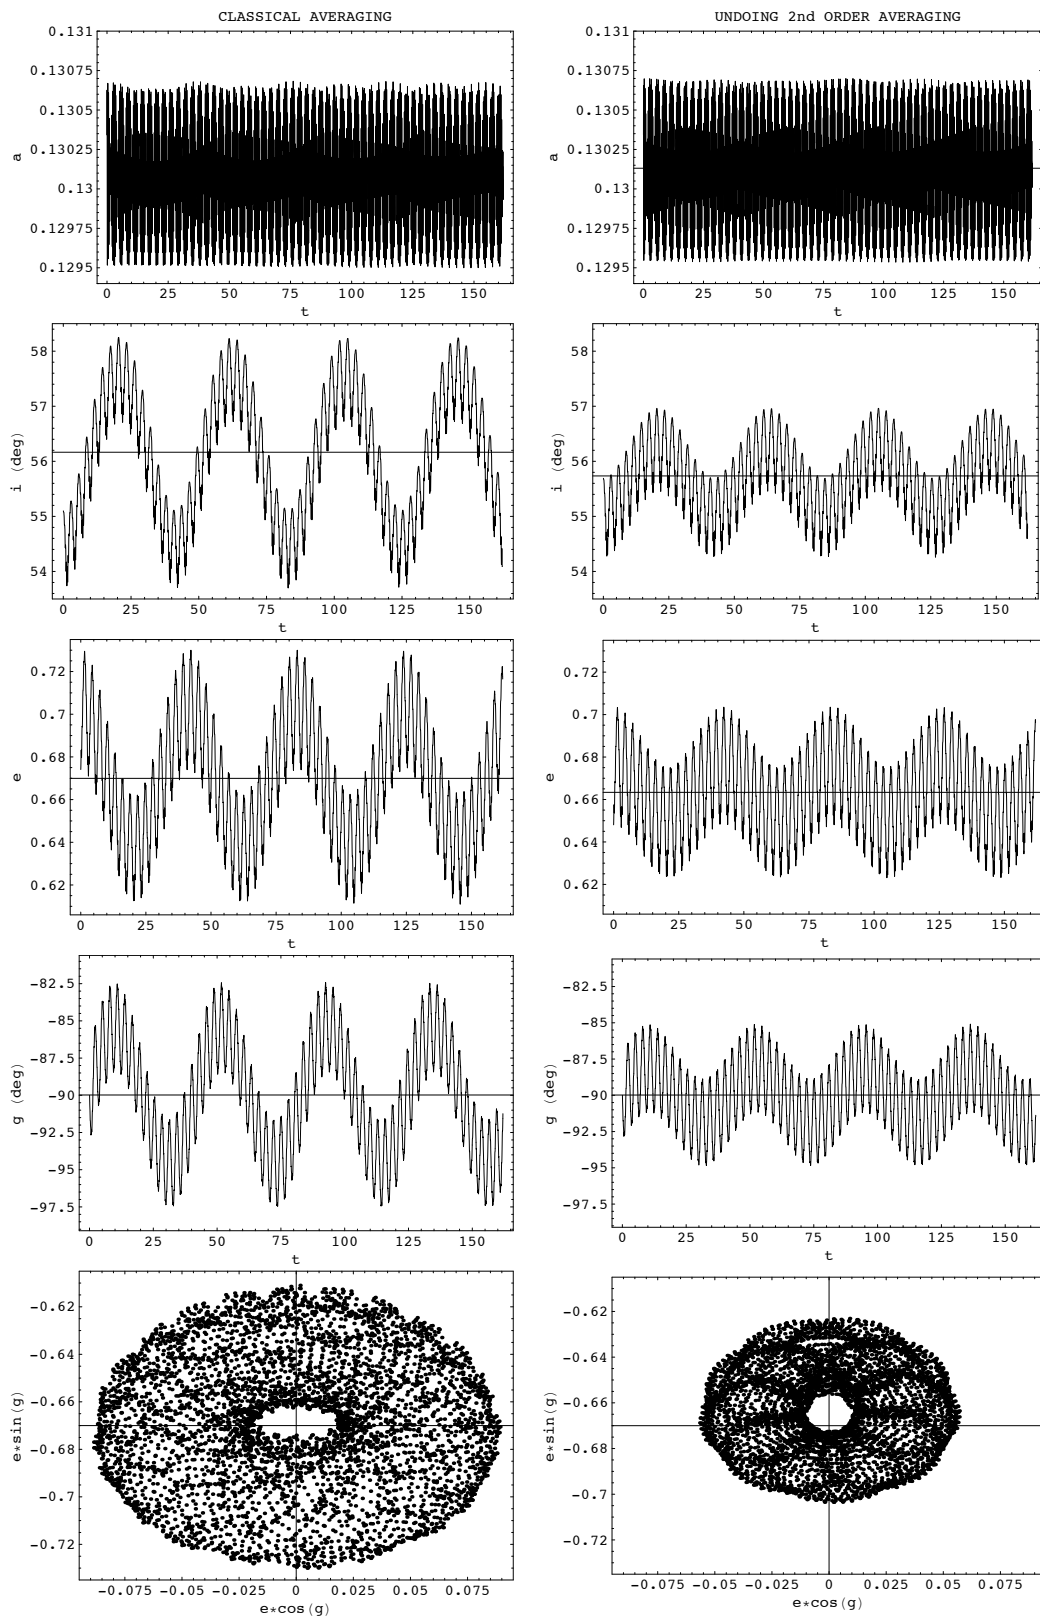 CLASSICAL AVERAGING
0.131
0.13075
0.1305
0.13025
0.13
0.12975
0.1295
a
0 25 50 75 100 125 150
t
UNDOING 2nd ORDER AVERAGING
0.131
0.13075
0.1305
0.13025
0.13
0.12975
0.1295
a
0 25 50 75 100 125 150
t
58
57
56
55
54
i (deg)
0 25 50 75 100 125 150
t
58
57
56
55
54
i (deg)
0 25 50 75 100 125 150
t
0.72
0.7
0.68
0.66
0.64
0.62
e
0 25 50 75 100 125 150
t
0.72
0.7
0.68
0.66
0.64
0.62
e
0 25 50 75 100 125 150
t
-82.5
-85
-87.5
-90
-92.5
-95
-97.5
g (deg)
0 25 50 75 100 125 150
t
-82.5
-85
-87.5
-90
-92.5
-95
-97.5
g (deg)
0 25 50 75 100 125 150
t
-0.62
-0.64
-0.66
-0.68
-0.7
-0.72
e*sin(g)
-0.075 -0.05 -0.025 0 0.025 0.05 0.075
e*cos(g)
-0.62
-0.64
-0.66
-0.68
-0.7
-0.72
e*sin(g)
-0.075 -0.05 -0.025 0 0.025 0.05 0.075
e*cos(g)